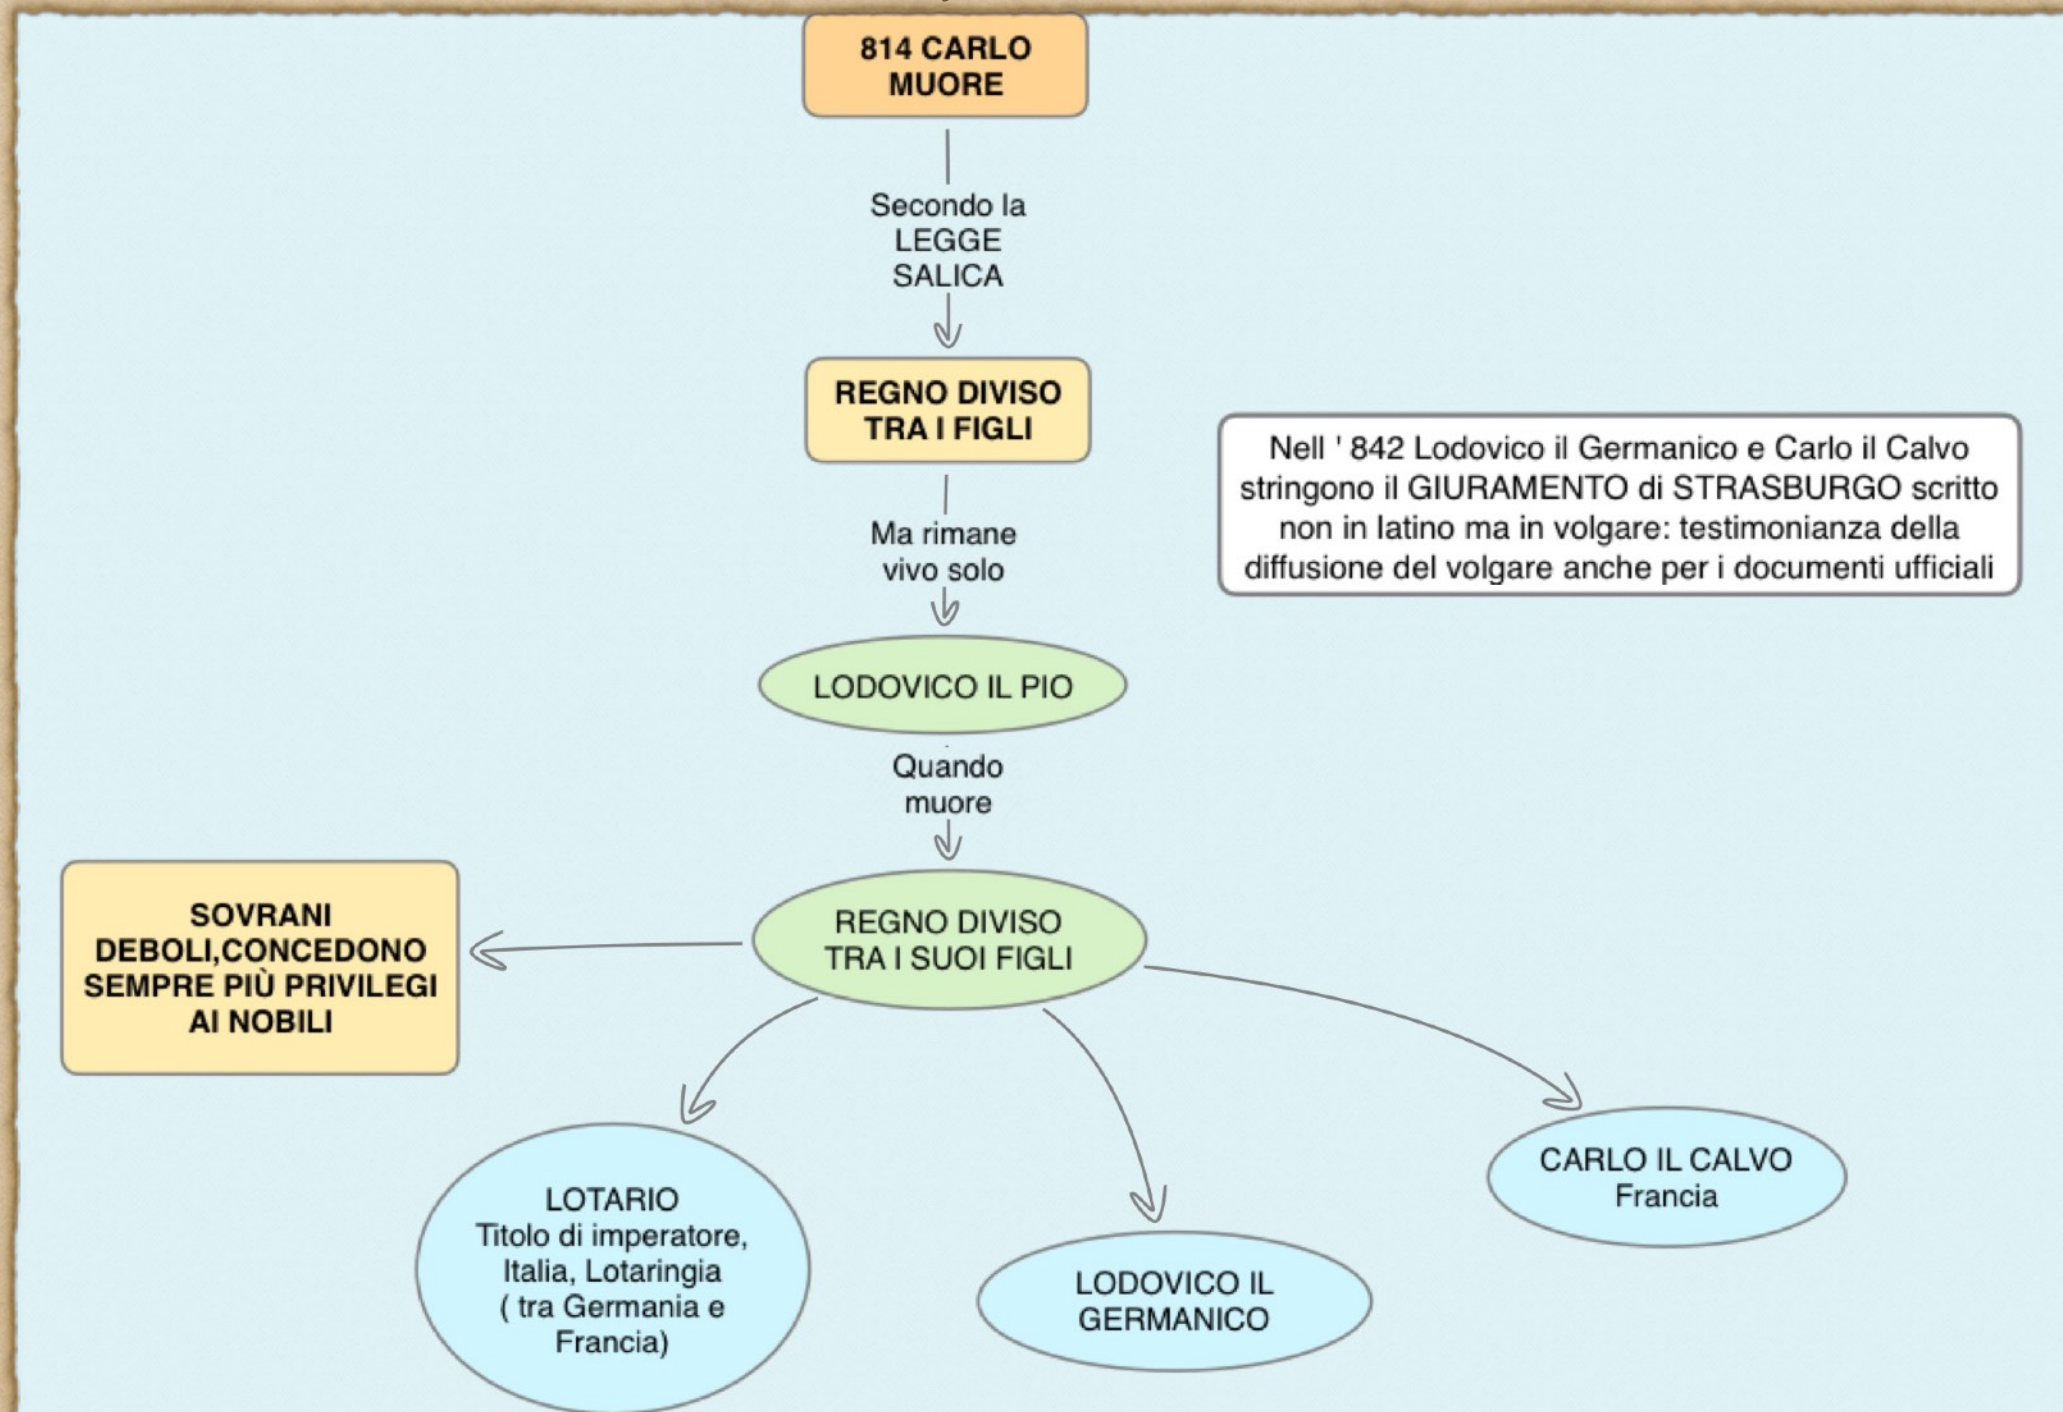 814 CARLO
MUORE
Secondo la
LEGGE
SALICA
REGNO DIVISO
TRA I FIGLI
Nell ' 842 Lodovico il Germanico e Carlo il Calvo
stringono il GIURAMENTO di STRASBURGO scritto
non in latino ma in volgare: testimonianza della
diffusione del volgare anche per i documenti ufficiali
Ma rimane
vivo solo
LODOVICO IL PIO
Quando
muore
REGNO DIVISO
TRA I SUOI FIGLI
SOVRANI
DEBOLI,CONCEDONO
SEMPRE PIÙ PRIVILEGI
AI NOBILI
LOTARIO
Titolo di imperatore,
Italia, Lotaringia
( tra Germania e
Francia)
LODOVICO IL
GERMANICO
CARLO IL CALVO
Francia